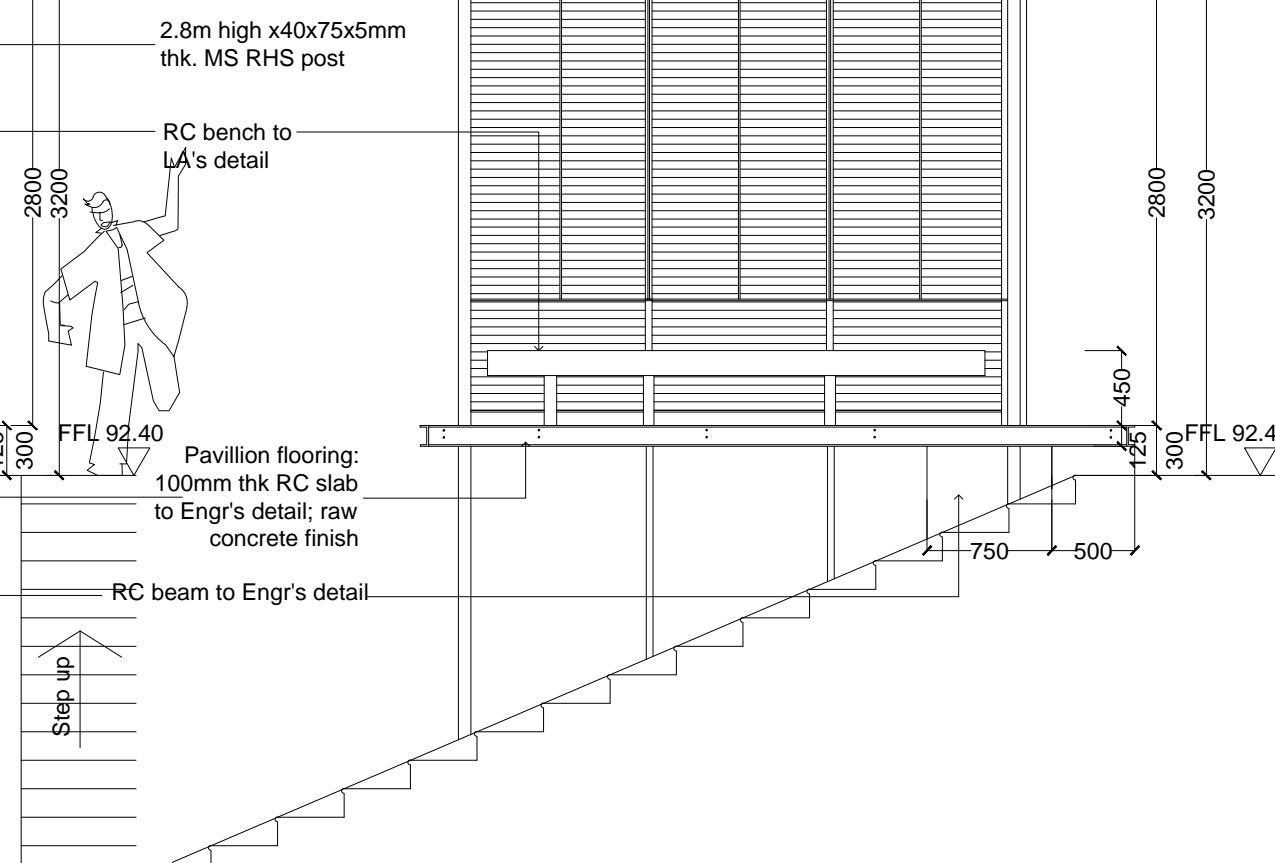 2.8m high x40x75x5mm
thk. MS RHS post
RC bench to
LA's detail
2800
3200
2800
3200
450
FFL 92.40
300
125
300
FFL 92.4
Pavillion flooring:
100mm thk RC slab
to Engr's detail; raw
concrete finish
750
500
RC beam to Engr's detail
Step up